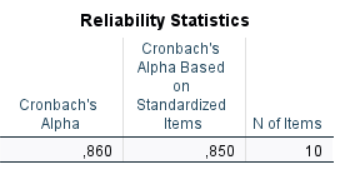 Reliability Statistics
Cronbach's
Alpha Based
on
Cronbach's Standardized
Alpha Items N of Items
,860 ,850 10